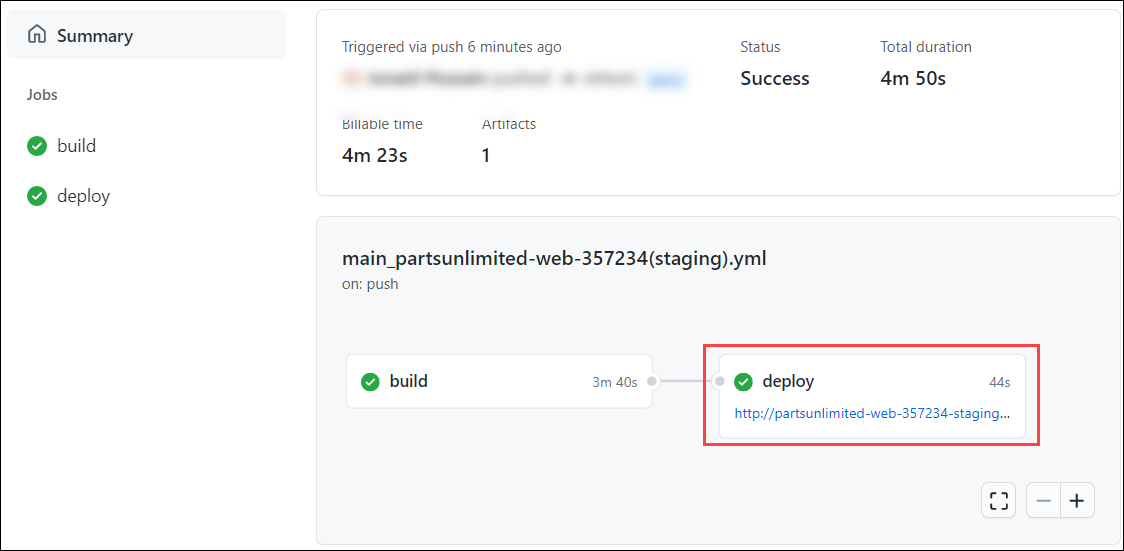 Summary
Jobs
build
deploy
Triggered via push 6 minutes ago
Status
Success
Total duration
4m 50s
Billable time
4m 23s
Artifacts
1
main_partsunlimited-web-357234(staging).yml
on: push
build 3m 40s
deploy 44s
http://partsunlimited-web-357234-staging...